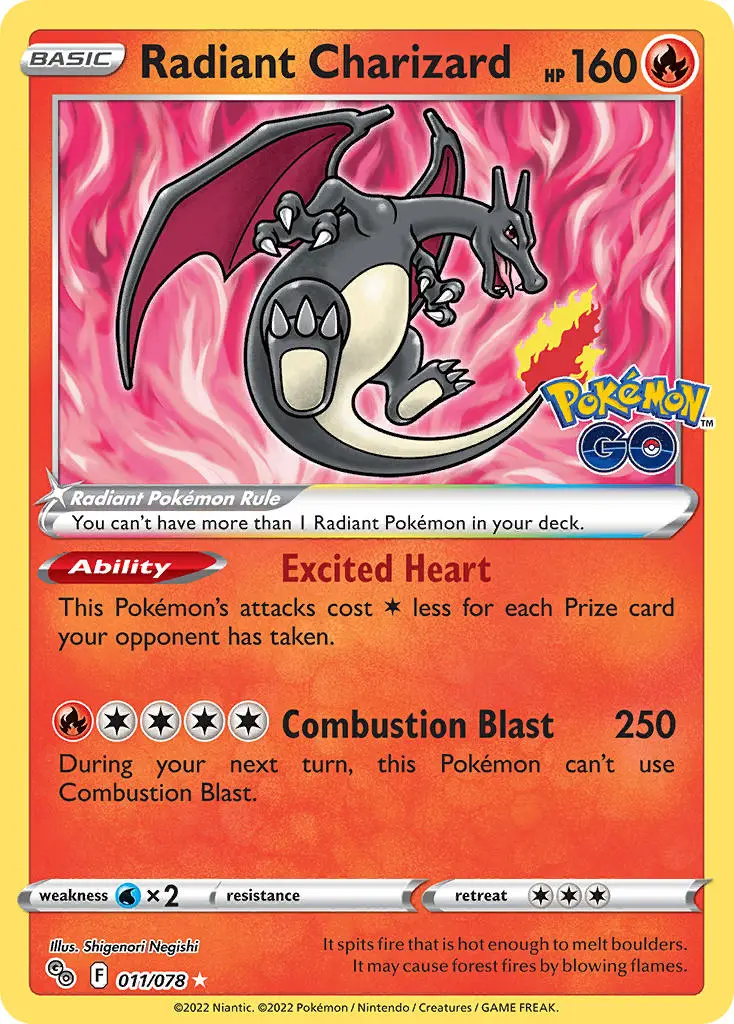 BASIC
Radiant Charizard HP 160
POKéMON
GO
TM
Radiant Pokémon Rule
You can't have more than 1 Radiant Pokémon in your deck.
Ability Excited Heart
This Pokémon's attacks cost less for each Prize card
your opponent has taken.
Combustion Blast 250
During your next turn, this Pokémon can't use
Combustion Blast.
weakness ×2 resistance retreat
Illus. Shigenori Negishi
It spits fire that is hot enough to melt boulders.
It may cause forest fires by blowing flames.
GO F 011/078
©2022 Niantic. ©2022 Pokémon / Nintendo / Creatures / GAME FREAK.